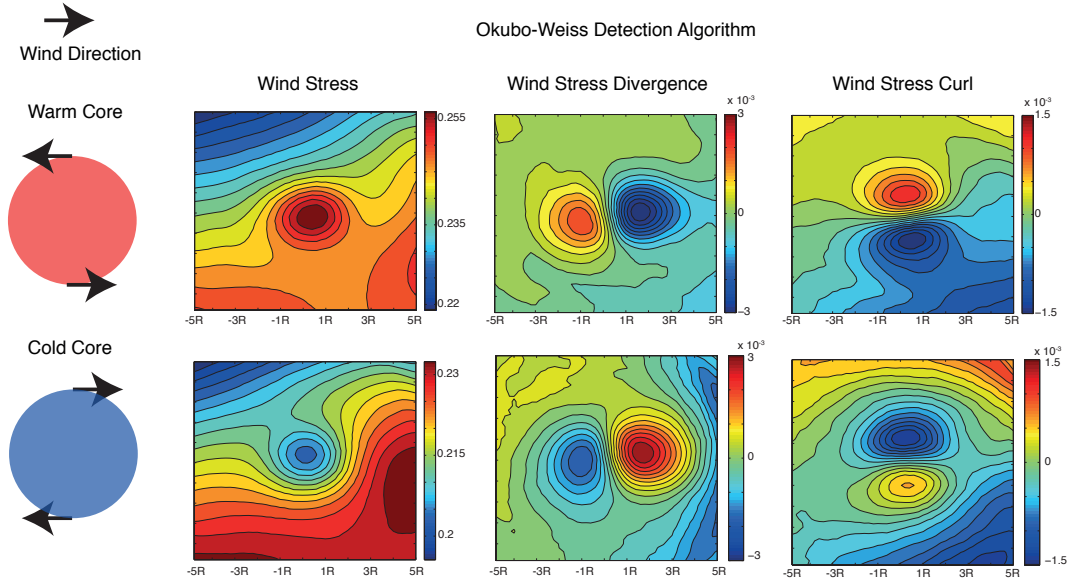 Wind Direction
Okubo-Weiss Detection Algorithm
Wind Stress
Wind Stress Divergence
Wind Stress Curl
Warm Core
0.255
0.235
0.22
-5R -3R -1R 1R 3R 5R
x 10⁻³
3
0
−3
-5R -3R -1R 1R 3R 5R
x 10⁻³
1.5
0
−1.5
-5R -3R -1R 1R 3R 5R
Cold Core
0.23
0.215
0.2
-5R -3R -1R 1R 3R 5R
x 10⁻³
3
0
−3
-5R -3R -1R 1R 3R 5R
x 10⁻³
1.5
0
−1.5
-5R -3R -1R 1R 3R 5R